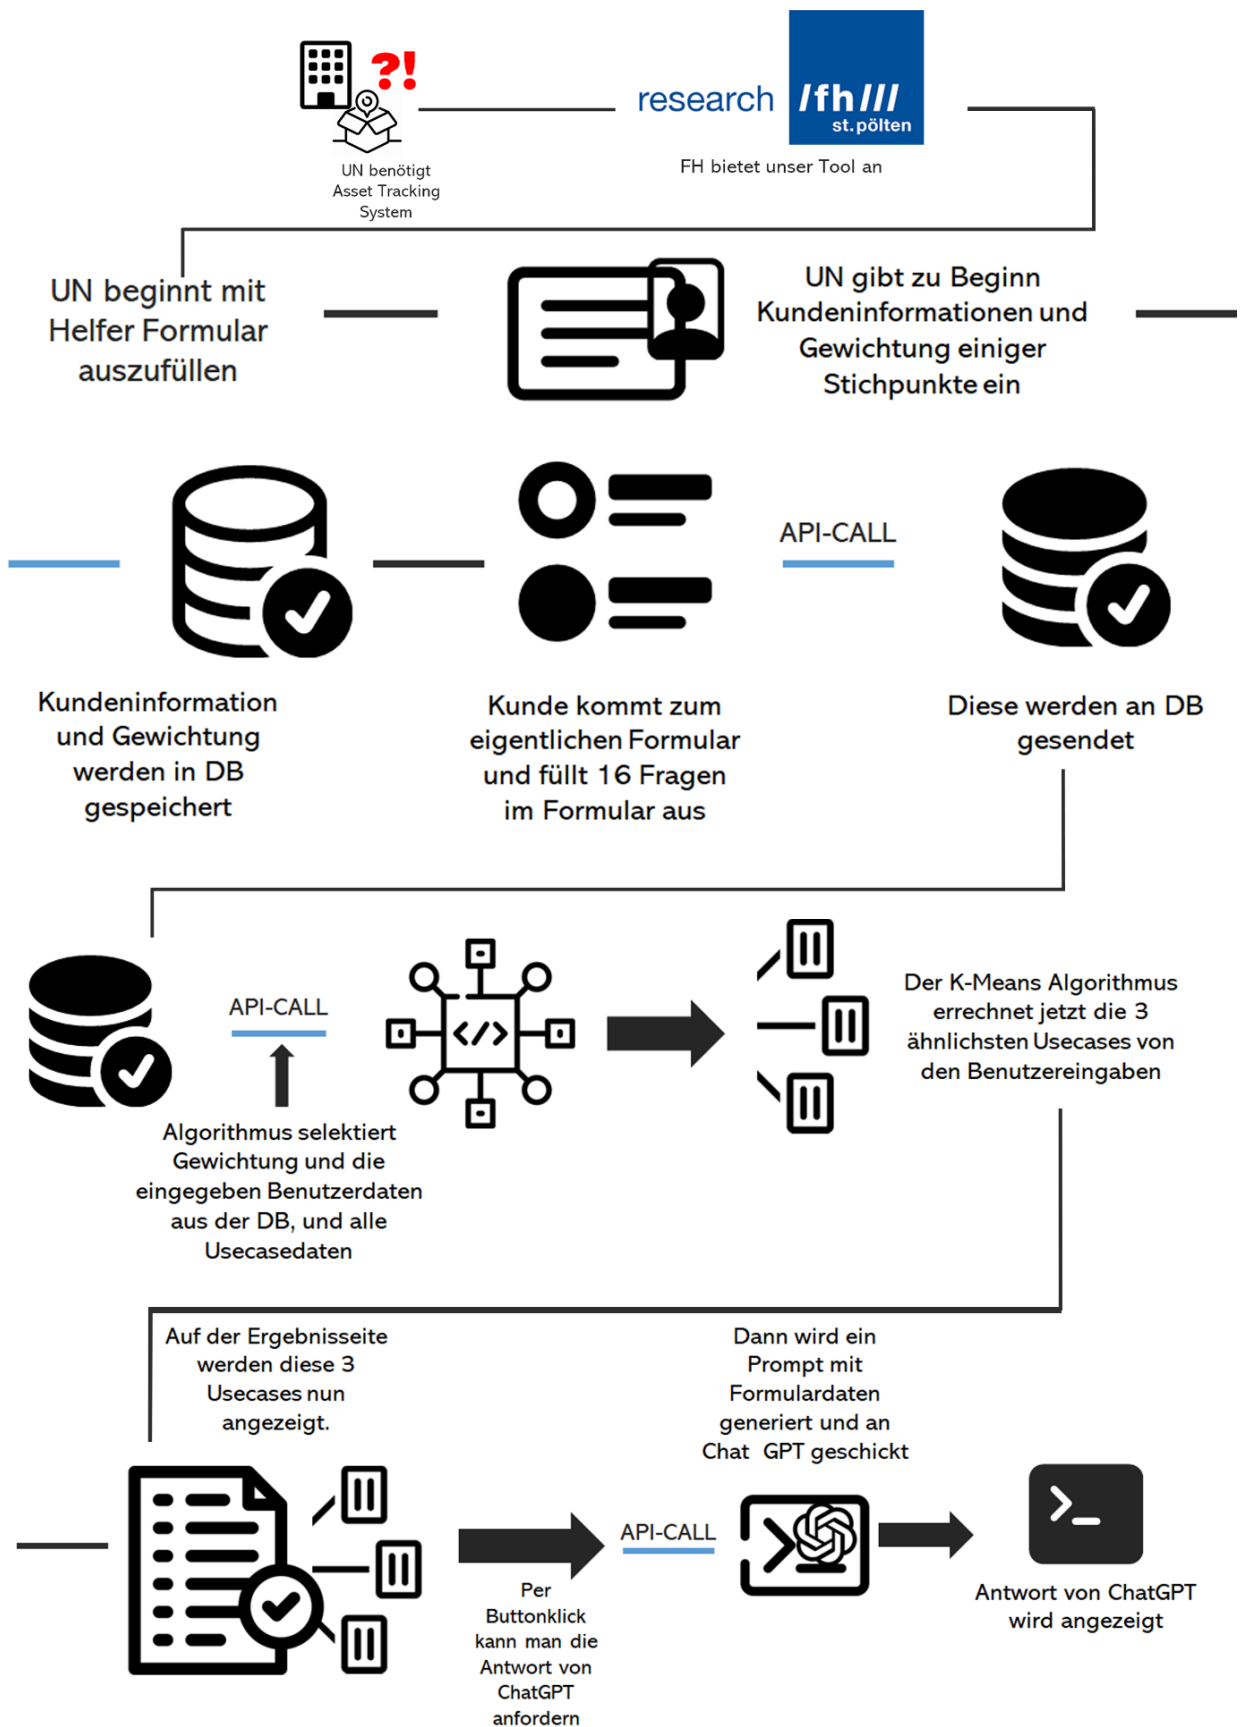 ?!
research
/fh///
st.pölten
UN benötigt
Asset Tracking
System
FH bietet unser Tool an
UN beginnt mit
Helfer Formular
auszufüllen
UN gibt zu Beginn
Kundeninformationen und
Gewichtung einiger
Stichpunkte ein
API-CALL
Kundeninformation
und Gewichtung
werden in DB
gespeichert
Kunde kommt zum
eigentlichen Formular
und füllt 16 Fragen
im Formular aus
Diese werden an DB
gesendet
API-CALL
</>
Algorithmus selektiert
Gewichtung und die
eingegeben Benutzerdaten
aus der DB, und alle
Usecasedaten
Der K-Means Algorithmus
errechnet jetzt die 3
ähnlichsten Usecases von
den Benutzereingaben
Auf der Ergebnisseite
werden diese 3
Usecases nun
angezeigt.
Dann wird ein
Prompt mit
Formulardaten
generiert und an
Chat GPT geschickt
API-CALL
>_
Per
Buttonklick
kann man die
Antwort von
ChatGPT
anfordern
Antwort von ChatGPT
wird angezeigt